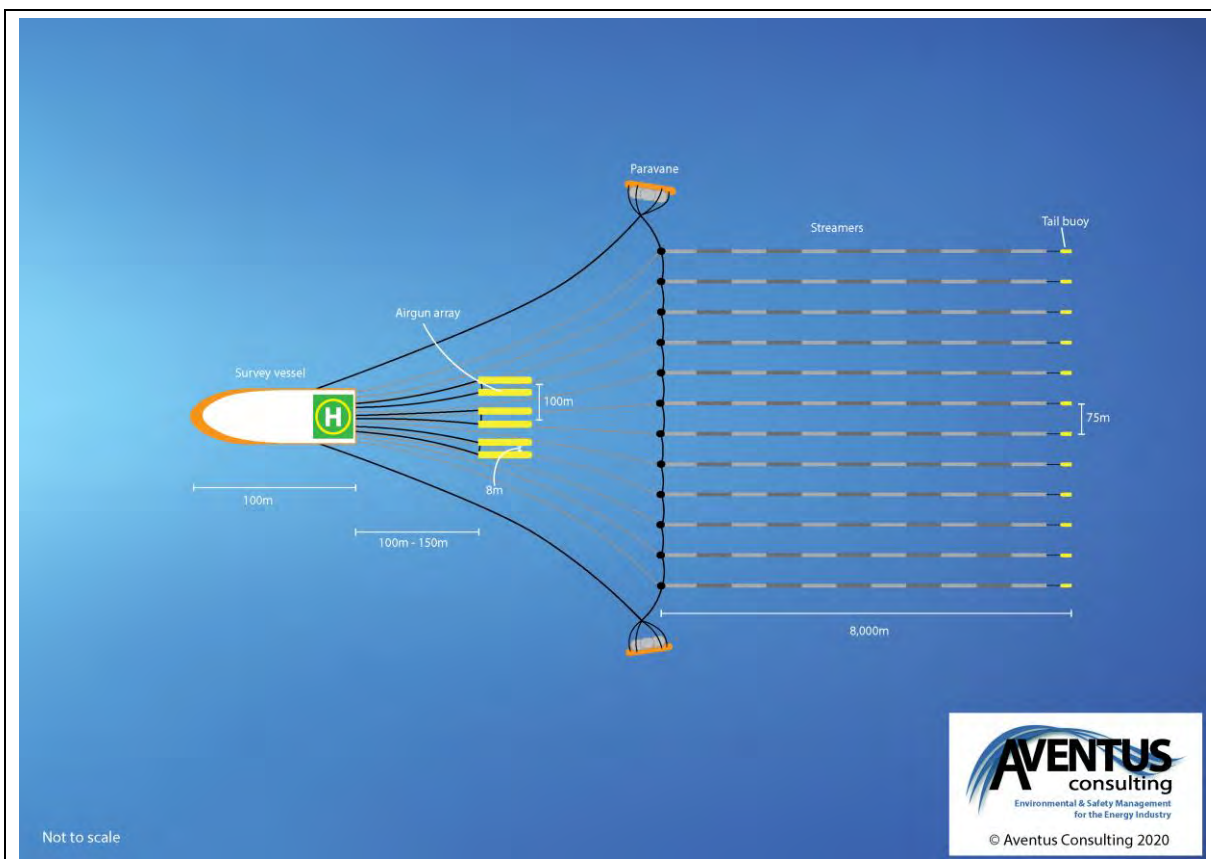 Paravane
Streamers
Tail buoy
Airgun array
Survey vessel
H
100m
75m
8m
100m
100m - 150m
8,000m
AVENTUS
consulting
Environmental & Safety Management
for the Energy Industry
© Aventus Consulting 2020
Not to scale